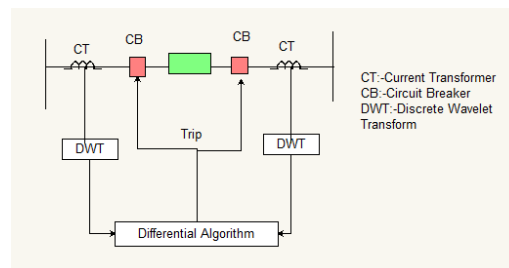 CT
CB
CB
CT
CT:-Current Transformer
CB:-Circuit Breaker
DWT:-Discrete Wavelet
Transform
Trip
DWT
DWT
Differential Algorithm